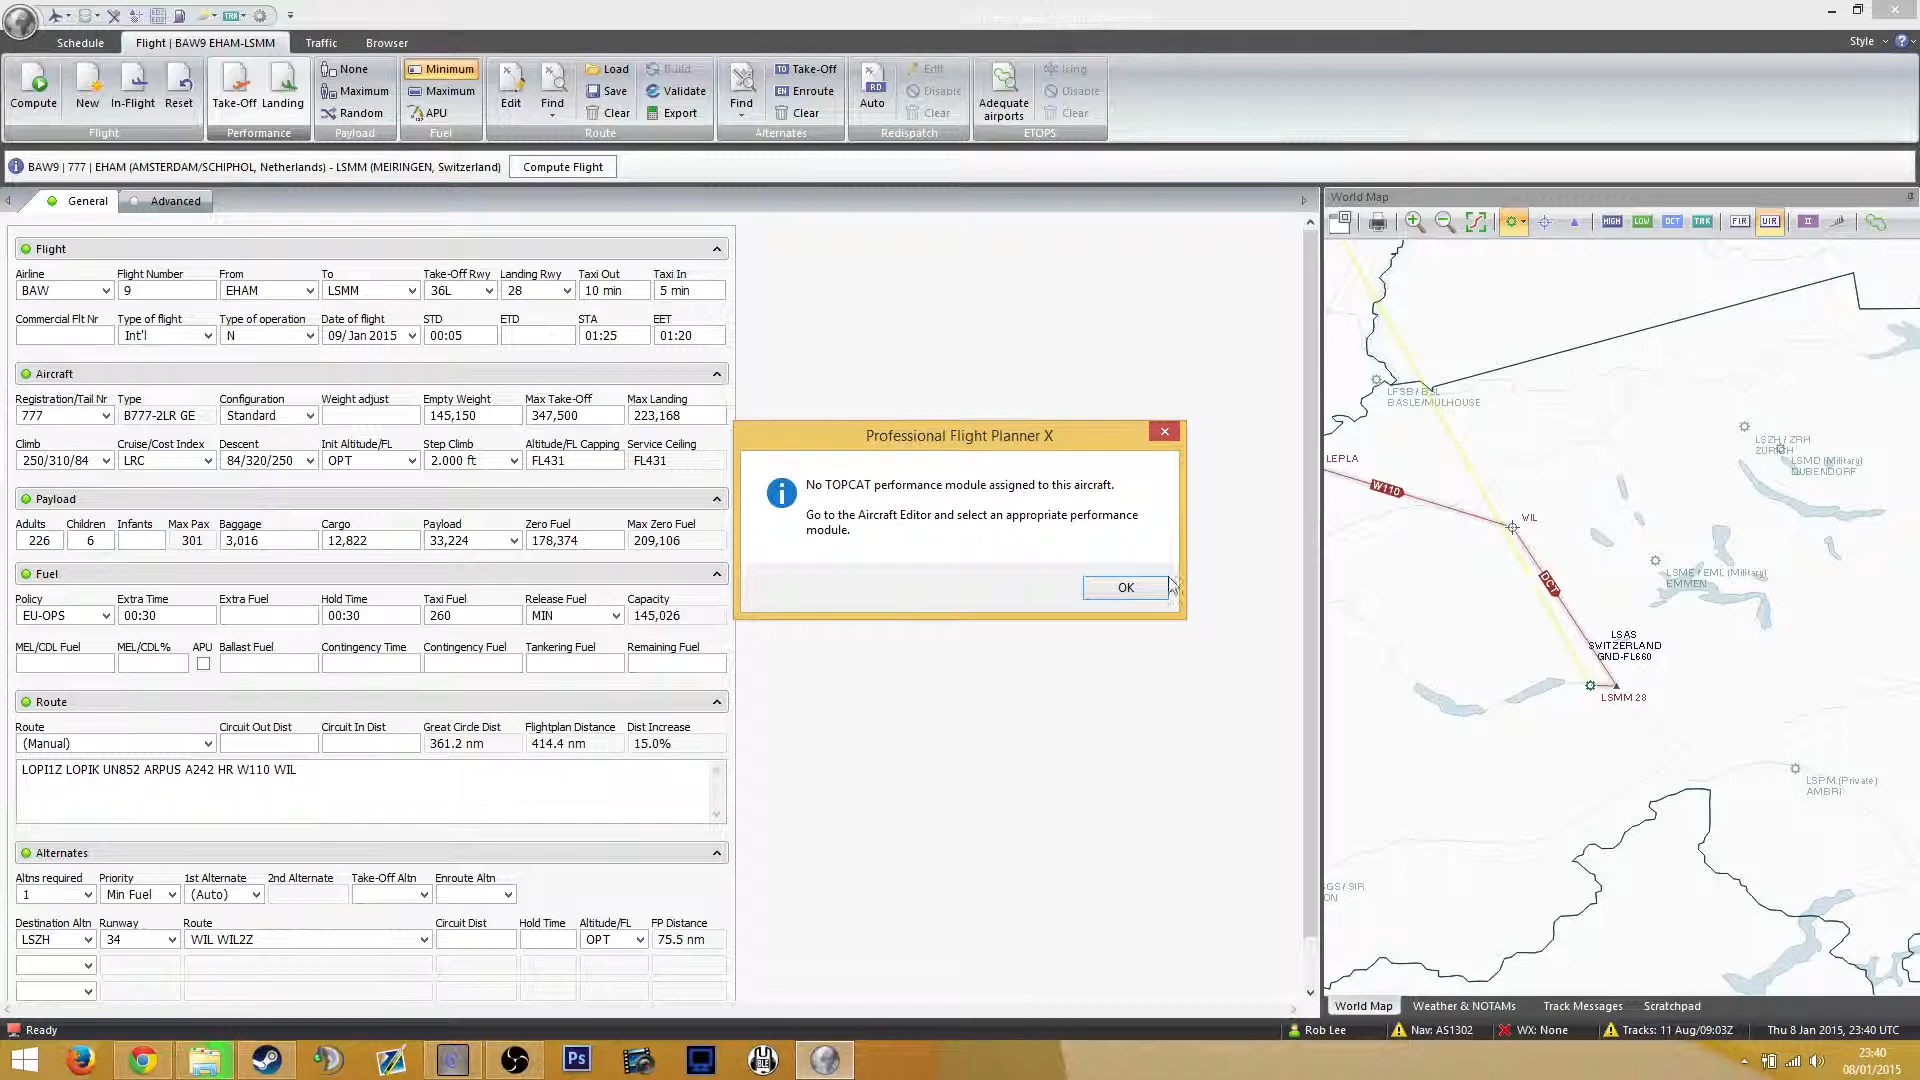 TRK
Schedule
Flight | BAW9 EHAM-LSMM
Traffic
Browser
Style
Compute
New
In-Flight
Reset
Flight
Take-Off
Landing
Performance
None
Maximum
Random
Payload
Minimum
Maximum
APU
Fuel
Edit
Find
Load
Save
Clear
Build
Validate
Export
Route
Find
TO Take-Off
EN Enroute
Clear
Alternates
RD
Auto
Edit
Disable
Clear
Redispatch
Adequate
airports
Icing
Disable
Clear
ETOPS
BAW9 | 777 | EHAM (AMSTERDAM/SCHIPHOL, Netherlands) - LSMM (MEIRINGEN, Switzerland)
Compute Flight
General
Advanced
Flight
Airline Flight Number From To Take-Off Rwy Landing Rwy Taxi Out Taxi In
BAW 9 EHAM LSMM 36L 28 10 min 5 min
Commercial Flt Nr Type of flight Type of operation Date of flight STD ETD STA EET
Int'l N 09/Jan 2015 00:05 01:25 01:20
Aircraft
Registration/Tail Nr Type Configuration Weight adjust Empty Weight Max Take-Off Max Landing
777 B777-2LR GE Standard 145,150 347,500 223,168
Climb Cruise/Cost Index Descent Init Altitude/FL Step Climb Altitude/FL Capping Service Ceiling
250/310/84 LRC 84/320/250 OPT 2.000 ft FL431 FL431
Payload
Adults Children Infants Max Pax Baggage Cargo Payload Zero Fuel Max Zero Fuel
226 6 301 3,016 12,822 33,224 178,374 209,106
Fuel
Policy Extra Time Extra Fuel Hold Time Taxi Fuel Release Fuel Capacity
EU-OPS 00:30 00:30 260 MIN 145,026
MEL/CDL Fuel MEL/CDL% APU Ballast Fuel Contingency Time Contingency Fuel Tankering Fuel Remaining Fuel
Route
Route Circuit Out Dist Circuit In Dist Great Circle Dist Flightplan Distance Dist Increase
(Manual) 361.2 nm 414.4 nm 15.0%
LOPI1Z LOPIK UN852 ARPUS A242 HR W110 WIL
Alternates
Altns required Priority 1st Alternate 2nd Alternate Take-Off Altn Enroute Altn
1 Min Fuel (Auto)
Destination Altn Runway Route Circuit Dist Hold Time Altitude/FL FP Distance
LSZH 34 WIL WIL2Z OPT 75.5 nm
Professional Flight Planner X
No TOPCAT performance module assigned to this aircraft.
Go to the Aircraft Editor and select an appropriate performance
module.
OK
World Map
HIGH LOW DCT TRK FIR UIR
LFSB / BSL
BASLE/MULHOUSE
LSZH / ZRH
ZURICH
LSMD (Military)
DUBENDORF
LEPLA
W110
WIL
LSME / EML (Military)
EMMEN
DCT
LSAS
SWITZERLAND
GND-FL660
LSMM 28
LSPM (Private)
AMBRI
GS / SIR
ON
World Map
Weather & NOTAMs
Track Messages
Scratchpad
Ready
Rob Lee
Nav: AS1302
WX: None
Tracks: 11 Aug/09:03Z
Thu 8 Jan 2015, 23:40 UTC
Ps
23:40
08/01/2015